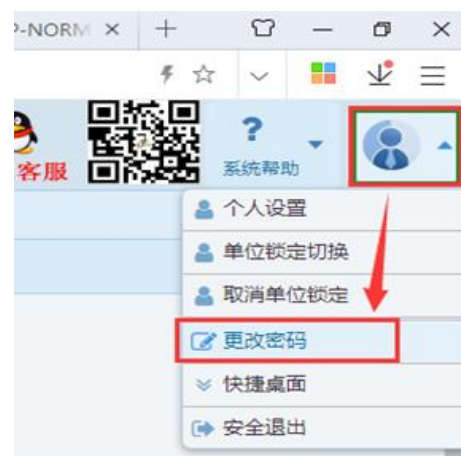 P-NORM
客服
?
系统帮助
个人设置
单位锁定切换
取消单位锁定
更改密码
快捷桌面
安全退出